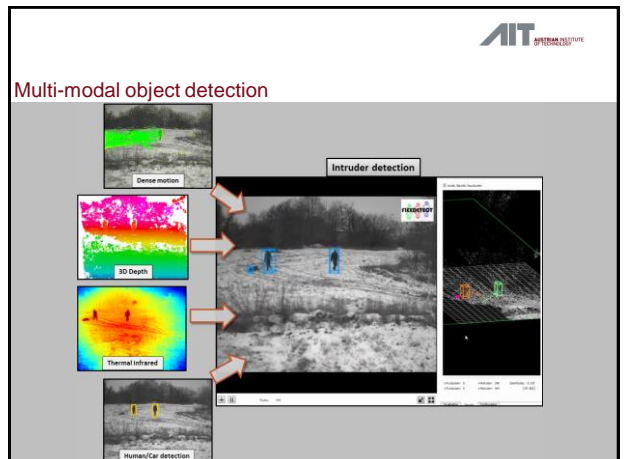 AIT AUSTRIAN INSTITUTE
OF TECHNOLOGY
Multi-modal object detection
Dense motion
Intruder detection
FIXEDETEGT
3D Depth
Thermal Infrared
Human/Car detection